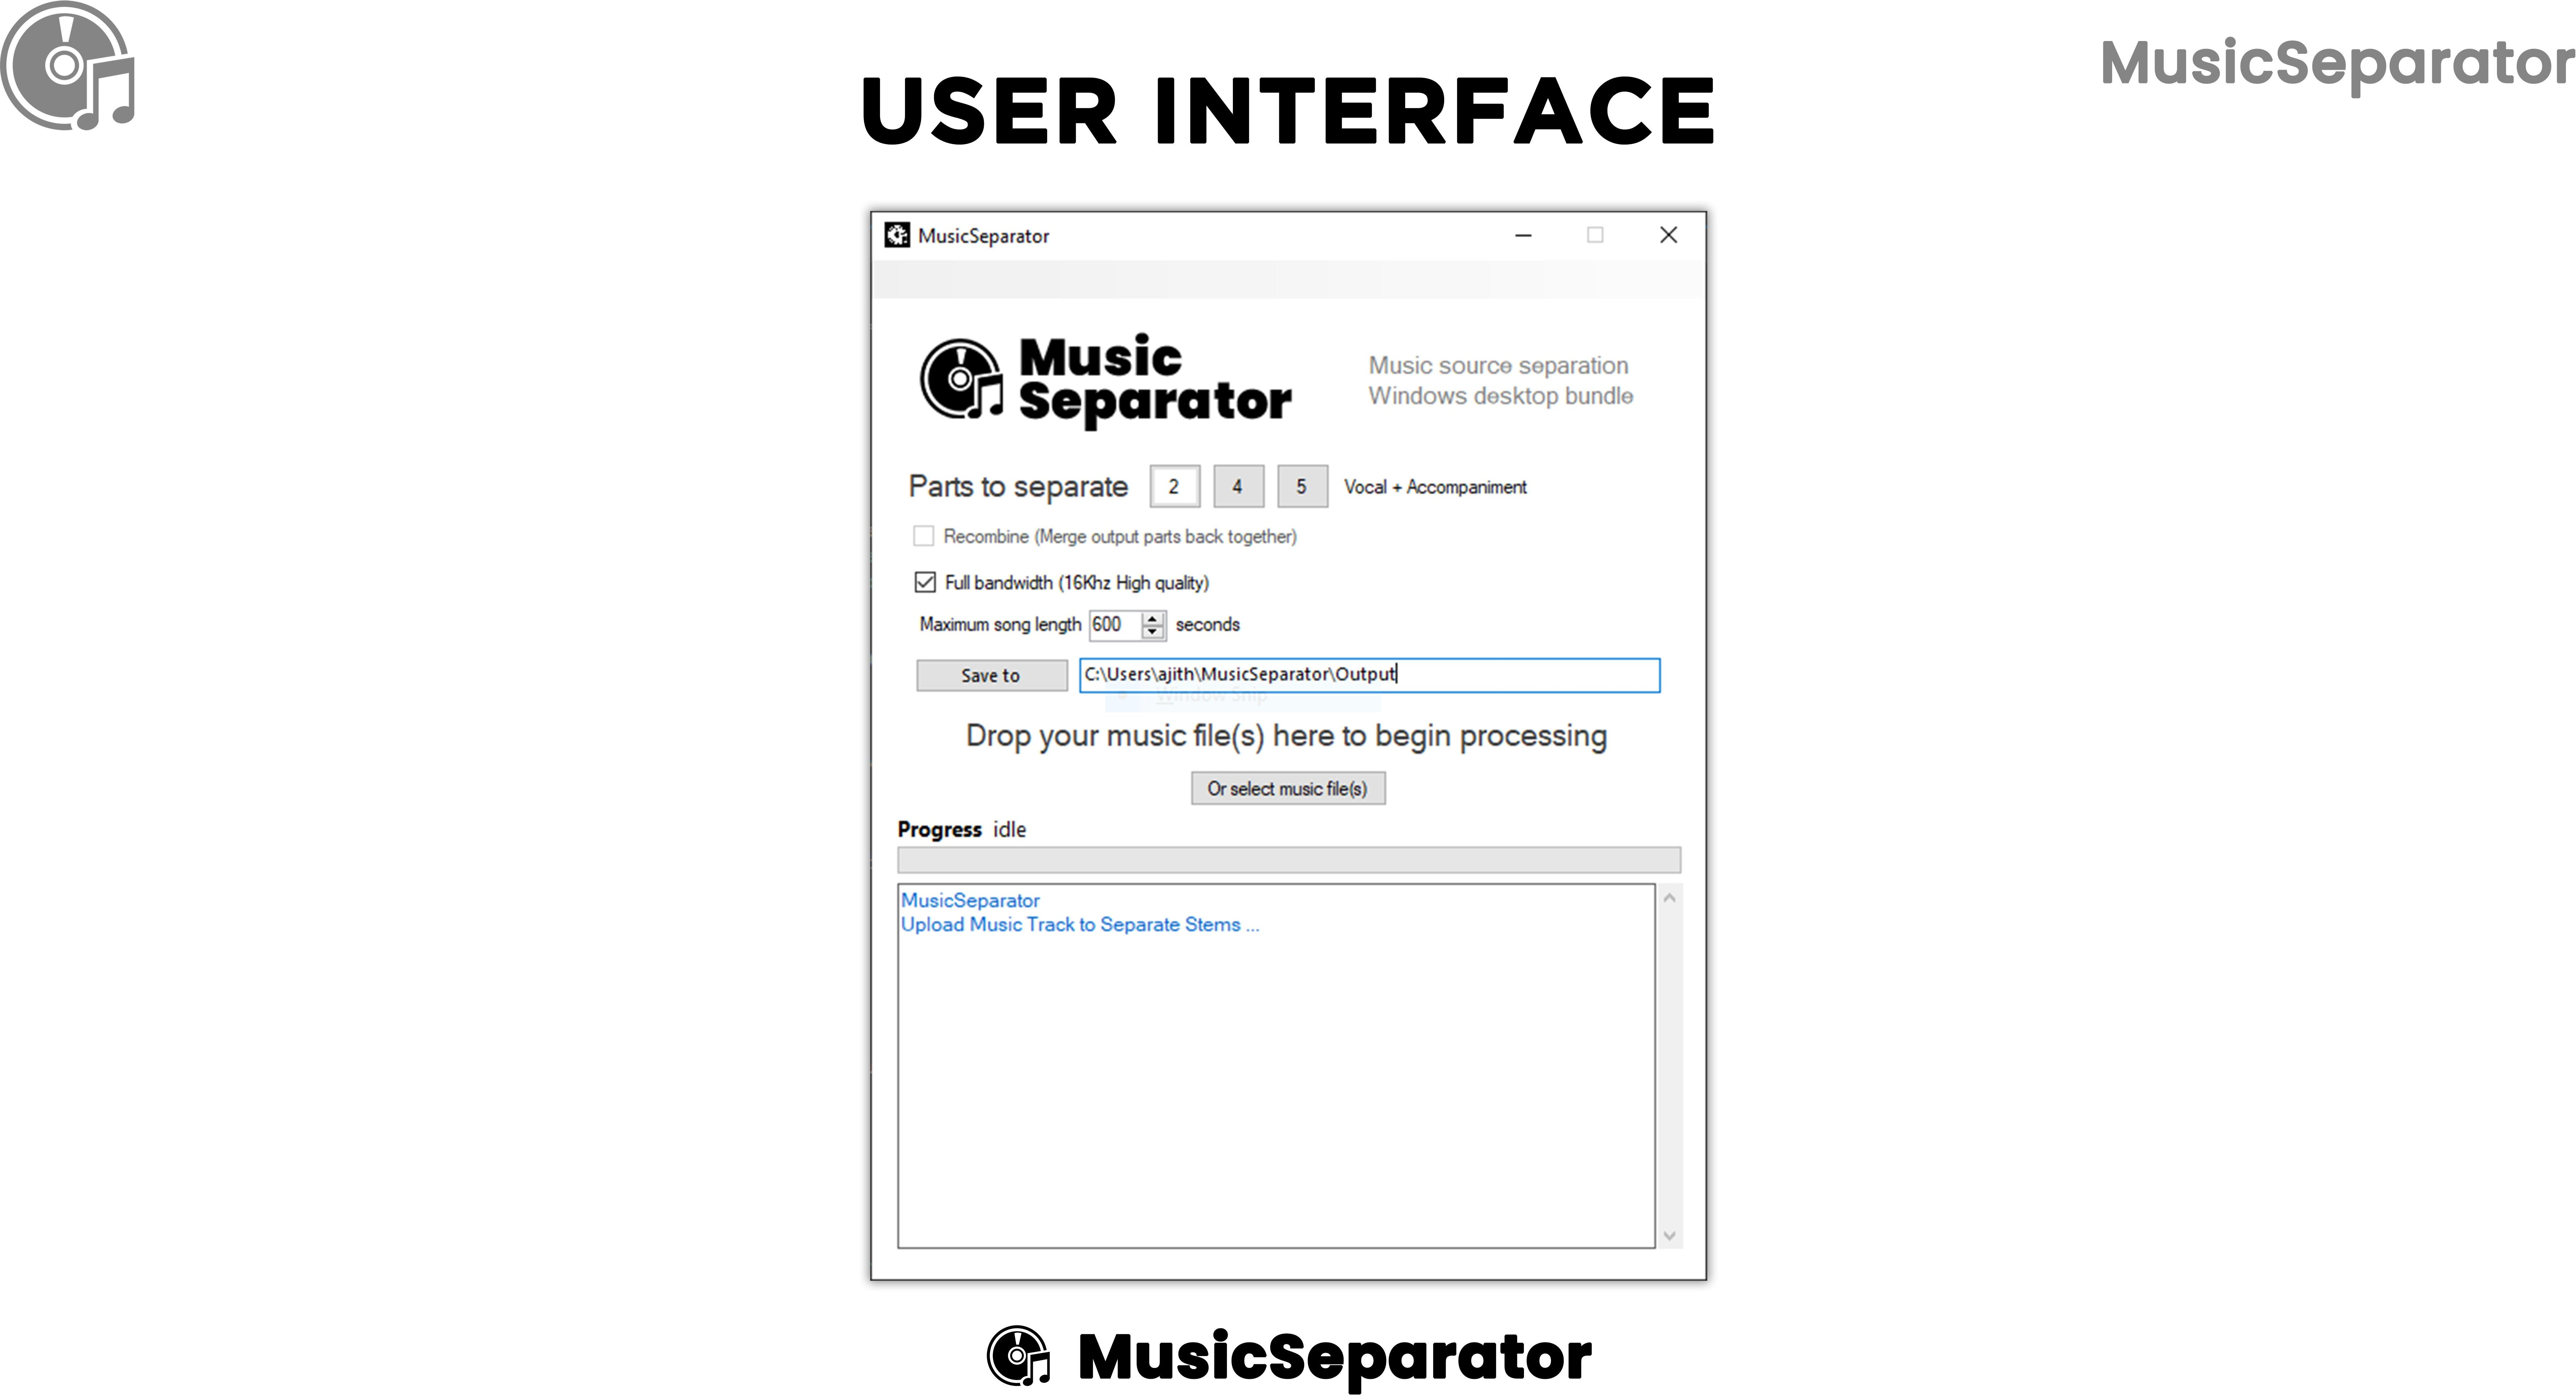 MusicSeparator
USER INTERFACE
MusicSeparator
Music
Separator
Music source separation
Windows desktop bundle
Parts to separate 2 4 5 Vocal + Accompaniment
Recombine (Merge output parts back together)
Full bandwidth (16Khz High quality)
Maximum song length 600 seconds
Save to C:\Users\ajith\MusicSeparator\Output
Window Snip
Drop your music file(s) here to begin processing
Or select music file(s)
Progress idle
MusicSeparator
Upload Music Track to Separate Stems ...
MusicSeparator